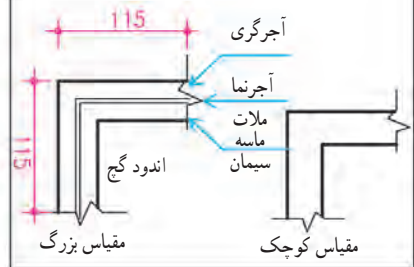 115
آجرگری
آجرنما
ملات
ماسه
سیمان
115
اندود گچ
مقیاس بزرگ
مقیاس کوچک